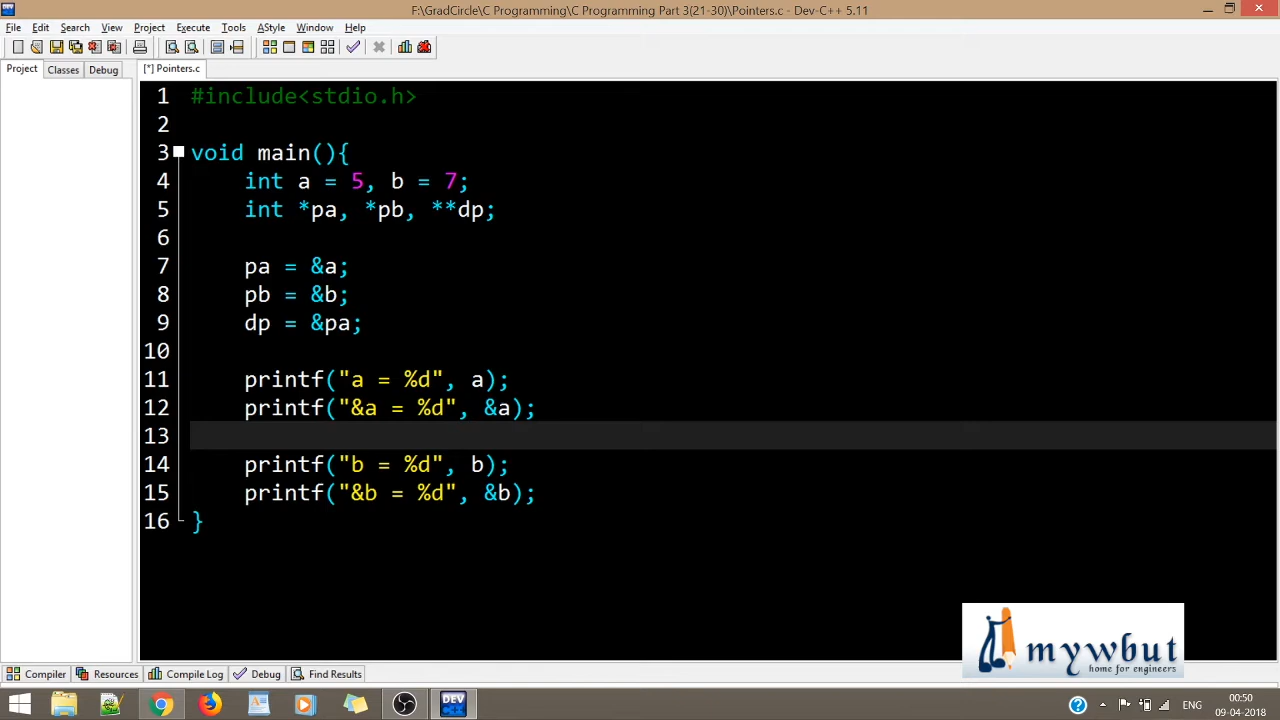 F:\GradCircle\C Programming\C Programming Part 3(21-30)\Pointers.c - Dev-C++ 5.11
File Edit Search View Project Execute Tools AStyle Window Help
Project Classes Debug [*] Pointers.c
1 #include<stdio.h>
2
3 void main(){
4 int a = 5, b = 7;
5 int *pa, *pb, **dp;
6
7 pa = &a;
8 pb = &b;
9 dp = &pa;
10
11 printf("a = %d", a);
12 printf("&a = %d", &a);
13
14 printf("b = %d", b);
15 printf("&b = %d", &b);
16 }
mywbut
home for engineers
Compiler Resources Compile Log Debug Find Results
DEV
ENG
00:50
09-04-2018